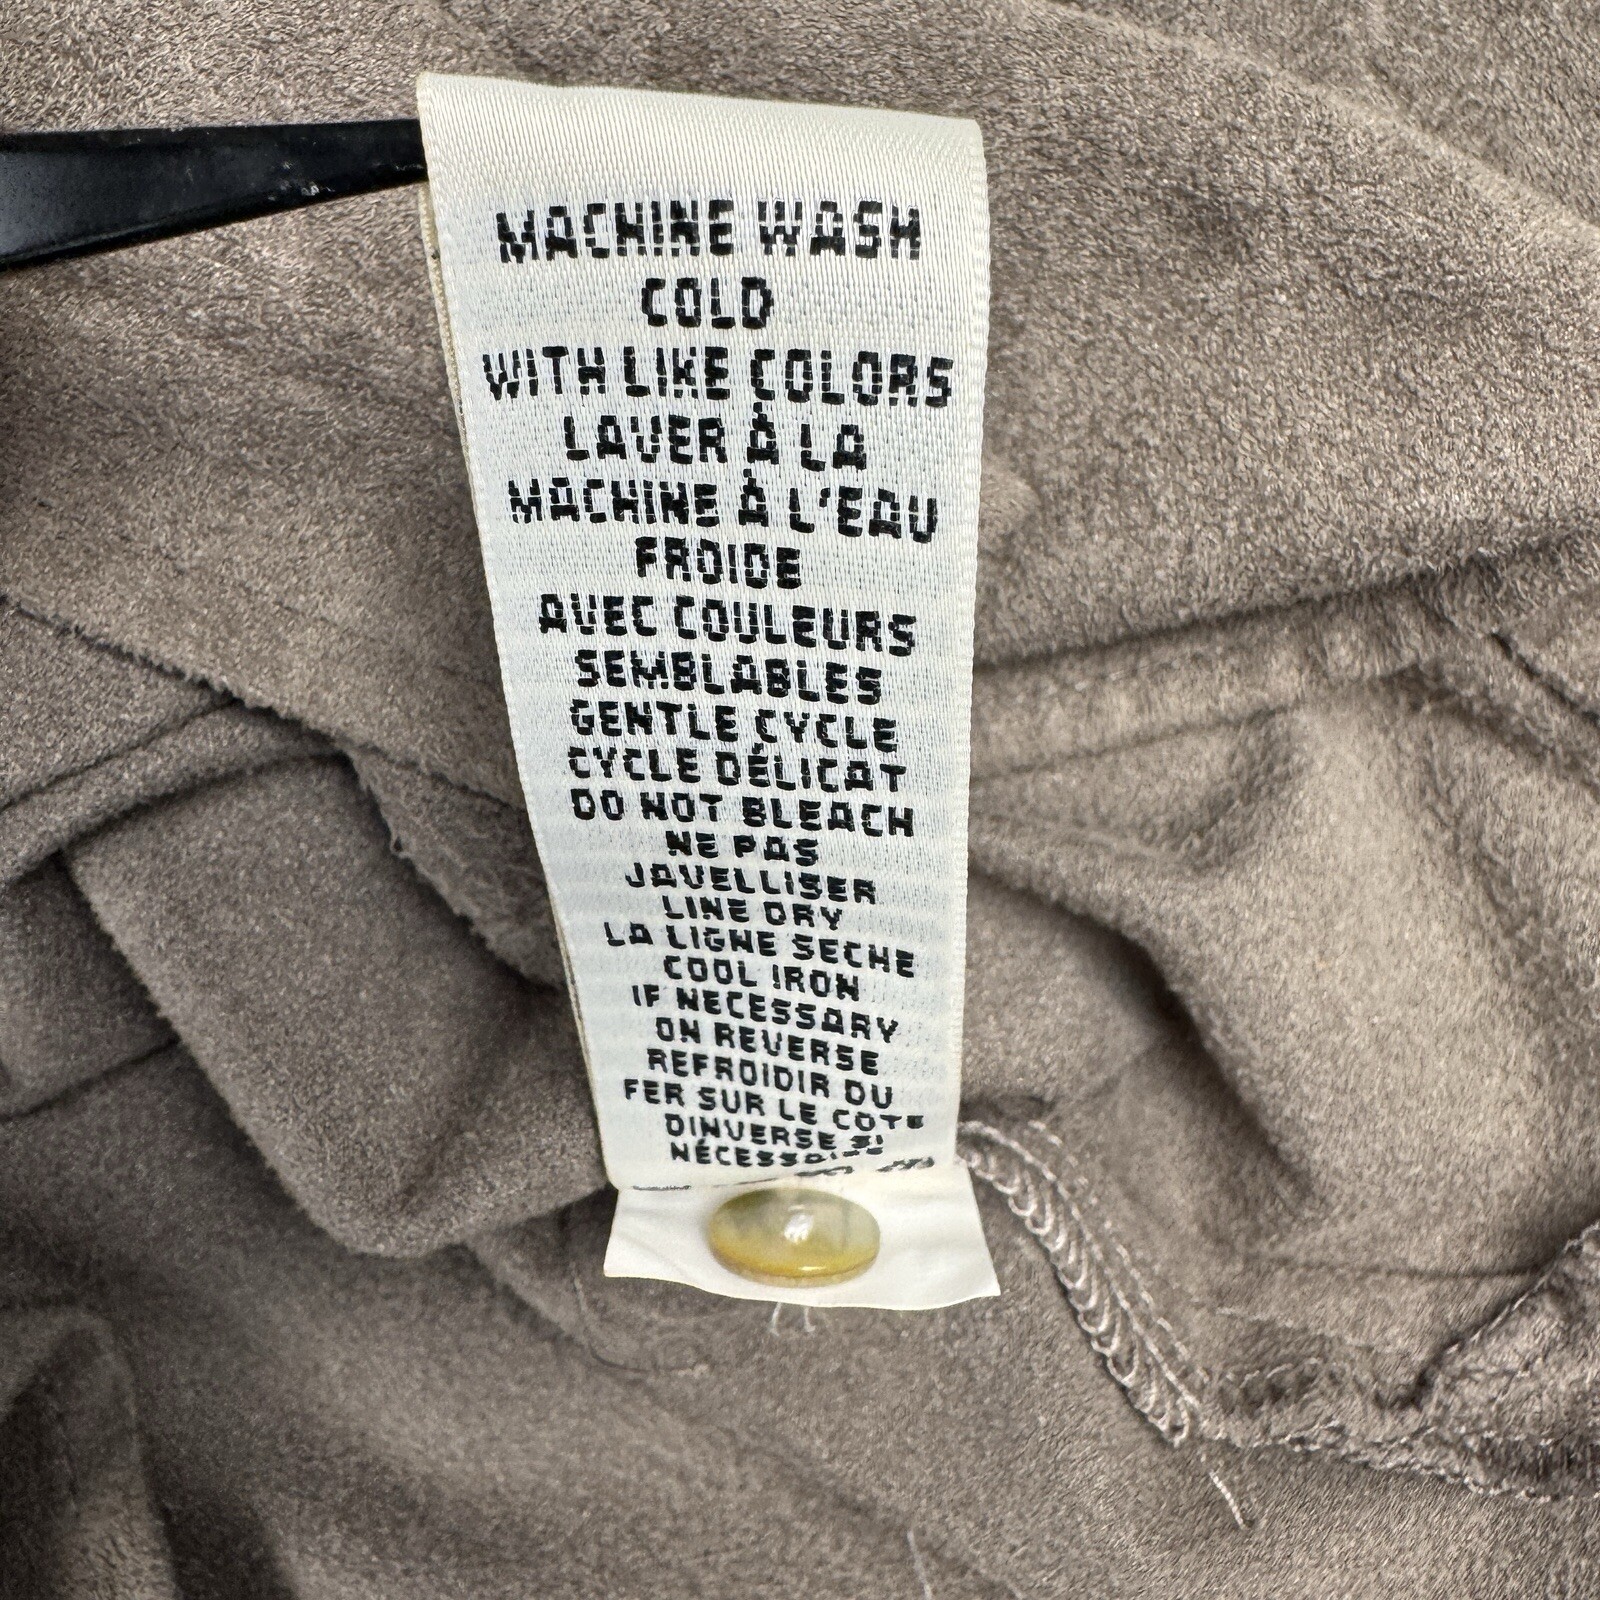 MACHINE WASH
COLD
WITH LIKE COLORS
LAVER À LA
MACHINE À L'EAU
FROIDE
AVEC COULEURS
SEMBLABLES
GENTLE CYCLE
CYCLE DÉLICAT
DO NOT BLEACH
NE PAS
JAVELLISER
LINE DRY
LA LIGNE SECHE
COOL IRON
IF NECESSARY
ON REVERSE
REFROIDIR DU
FER SUR LE COTE
DINVERSE SI
NÉCESSAIRE